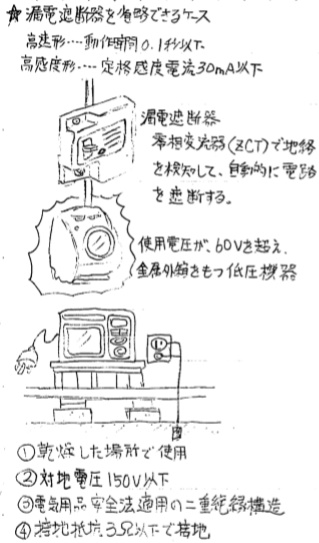 ☆ 漏電遮断器を省略できるケース
高速形‥‥動作時間0.1秒以下
高感度形‥‥定格感度電流30mA以下
漏電遮断器
零相変流器(ZCT)で地絡
を検知して、自動的に電路
を遮断する。
使用電圧が、60Vを超え、
金属外箱をもつ低圧機器
①乾燥した場所で使用
②対地電圧150V以下
③電気用品安全法適用の二重絶縁構造
④接地抵抗3Ω以下で接地